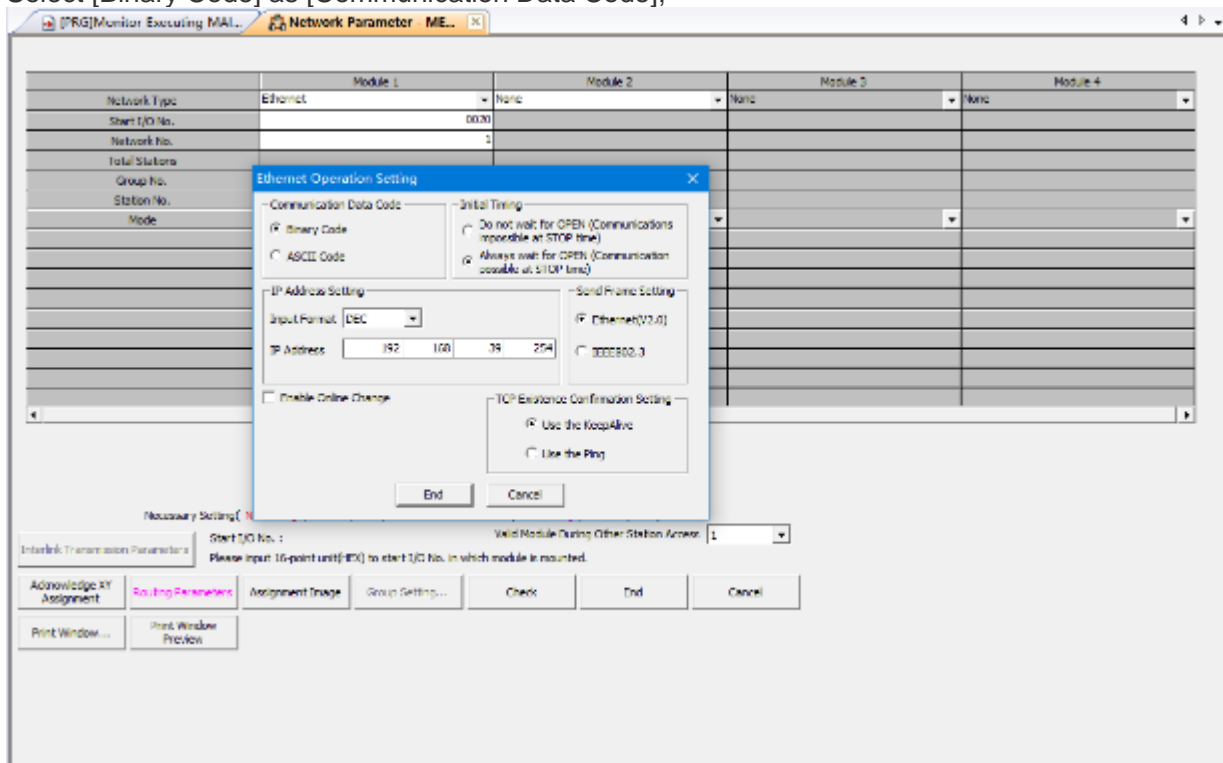 Select [Binary Code] as [Communication Data Code];
[PRG]Monitor Executing MAI... Network Parameter - ME...
Module 1 Module 2 Module 3 Module 4
Network Type Ethernet None None None
Start I/O No. 0020
Network No. 1
Total Stations
Group No.
Station No.
Mode
Ethernet Operation Setting
Communication Data Code
Binary Code
ASCII Code
Initial Timing
Do not wait for OPEN (Communications
impossible at STOP time)
Always wait for OPEN (Communication
possible at STOP time)
IP Address Setting
Input Format DEC
IP Address 192 168 39 254
Send Frame Setting
Ethernet(V2.0)
IEEE802.3
Enable Online Change
TCP Existence Confirmation Setting
Use the KeepAlive
Use the Ping
End Cancel
Necessary Setting(
Interlink Transmission Parameters
Start I/O No. :
Valid Module During Other Station Access 1
Please input 16-point unit(HEX) to start I/O No. in which module is mounted.
Acknowledge XY
Assignment
Routing Parameters Assignment Image Group Setting... Check End Cancel
Print Window... Print Window
Preview